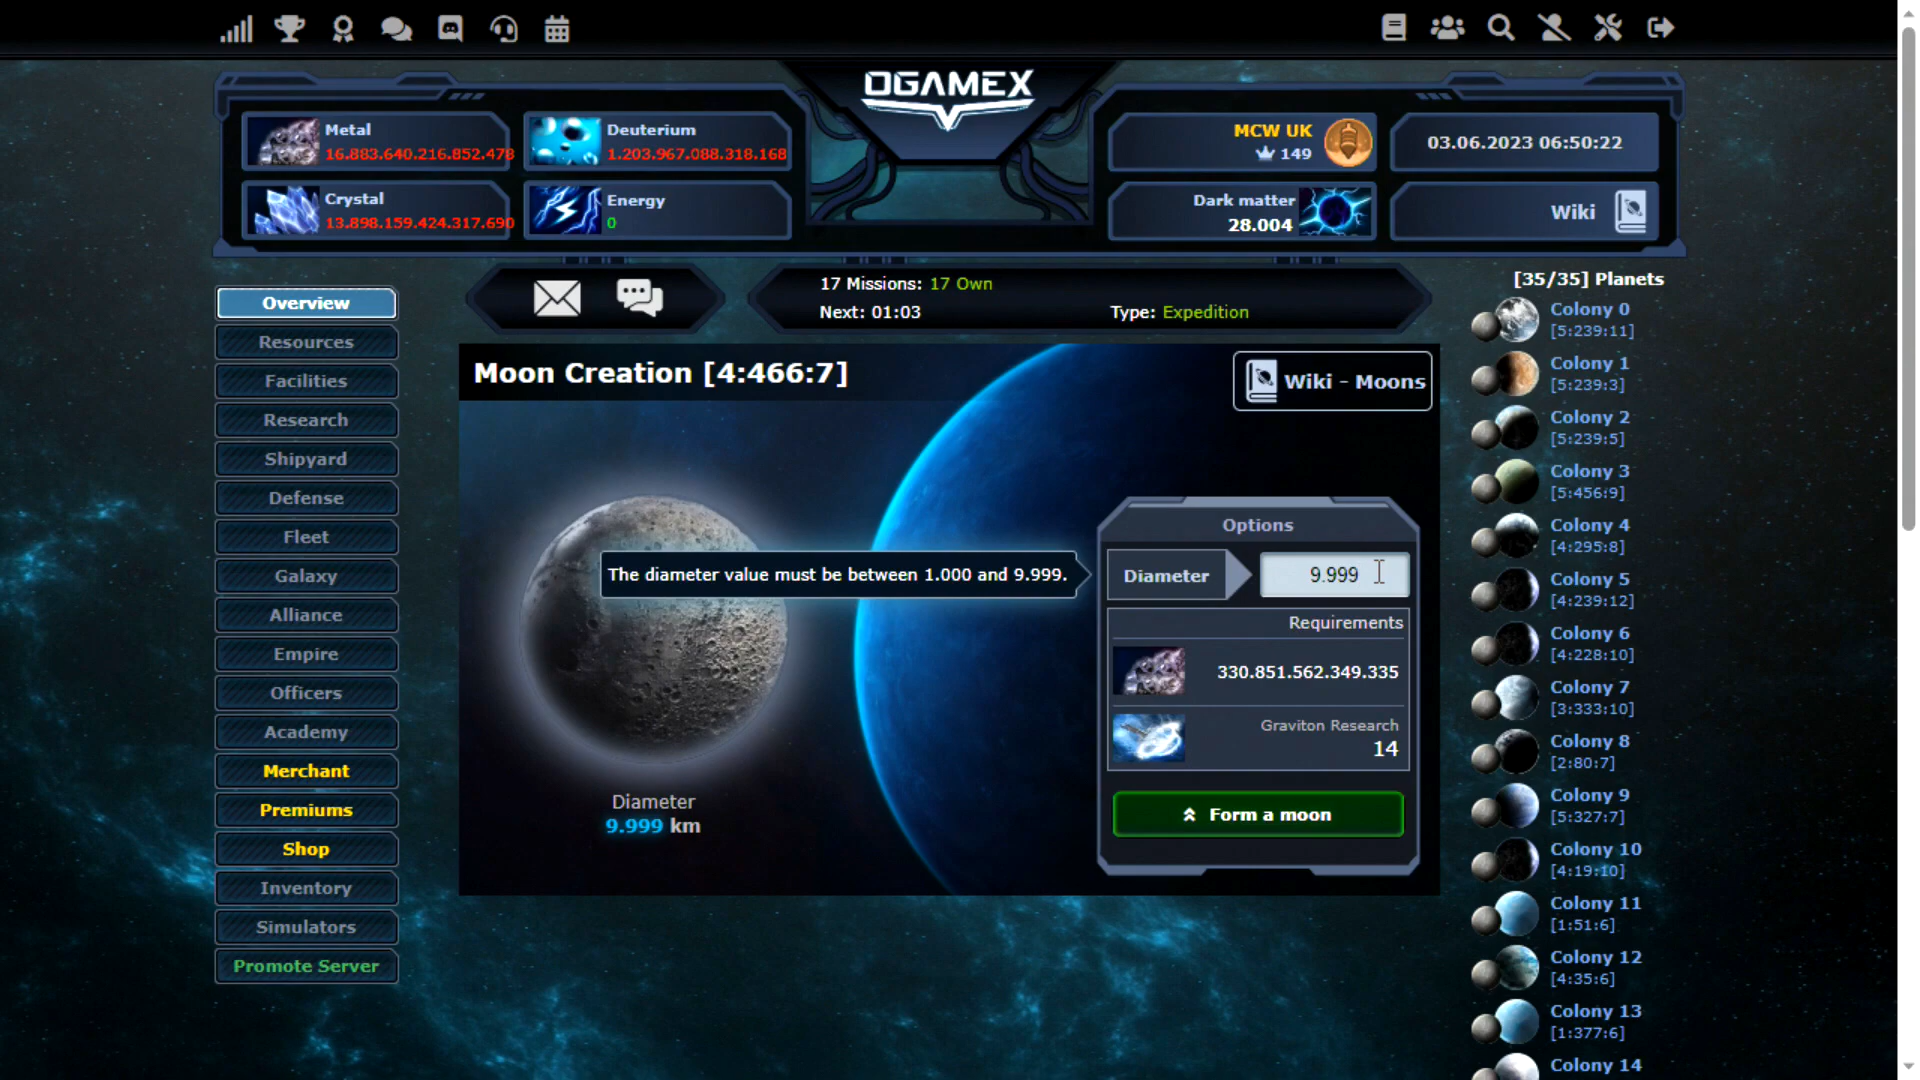 OGAMEX
Metal
16.883.640.216.852.478
Deuterium
1.203.967.088.318.168
Crystal
13.898.159.424.317.690
Energy
0
MCW UK
149
03.06.2023 06:50:22
Dark matter
28.004
Wiki
17 Missions: 17 Own
Next: 01:03
Type: Expedition
Overview
Resources
Facilities
Research
Shipyard
Defense
Fleet
Galaxy
Alliance
Empire
Officers
Academy
Merchant
Premiums
Shop
Inventory
Simulators
Promote Server
Moon Creation [4:466:7]
Wiki - Moons
The diameter value must be between 1.000 and 9.999.
Diameter
9.999 km
Options
Diameter
9.999
Requirements
330.851.562.349.335
Graviton Research
14
Form a moon
[35/35] Planets
Colony 0
[5:239:11]
Colony 1
[5:239:3]
Colony 2
[5:239:5]
Colony 3
[5:456:9]
Colony 4
[4:295:8]
Colony 5
[4:239:12]
Colony 6
[4:228:10]
Colony 7
[3:333:10]
Colony 8
[2:80:7]
Colony 9
[5:327:7]
Colony 10
[4:19:10]
Colony 11
[1:51:6]
Colony 12
[4:35:6]
Colony 13
[1:377:6]
Colony 14